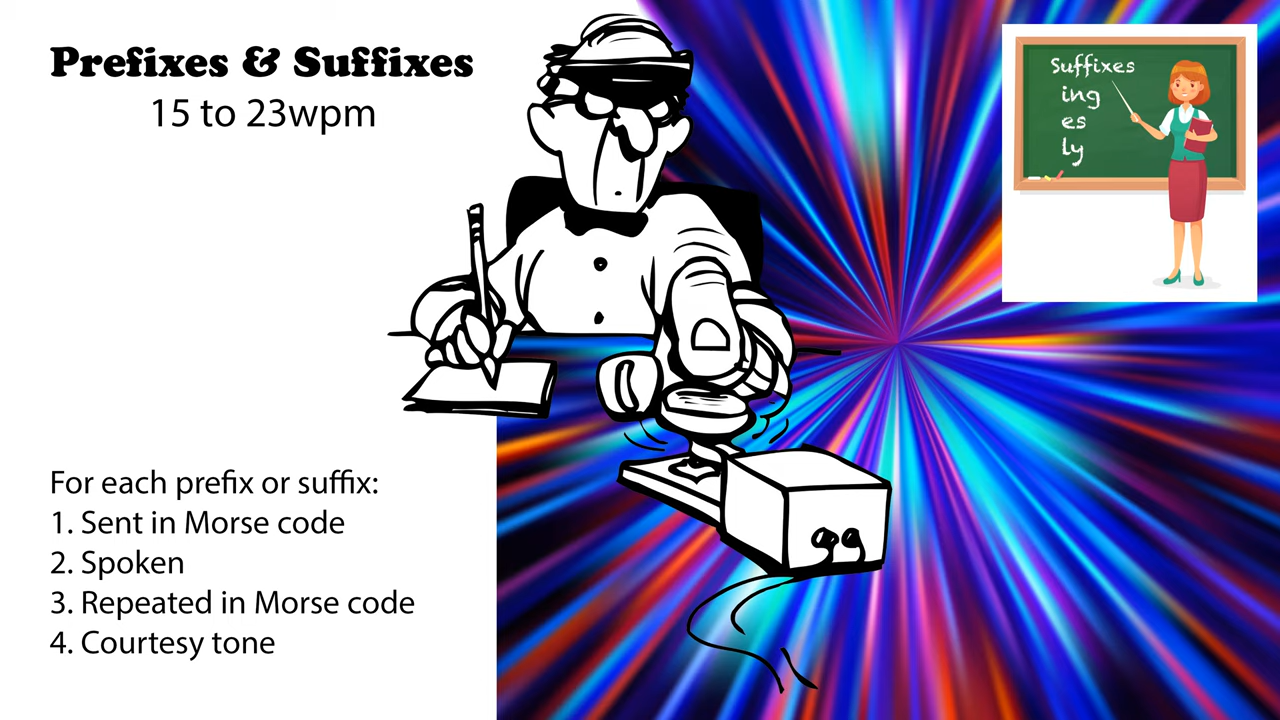 Prefixes & Suffixes
15 to 23wpm
Suffixes
ing
es
ly
For each prefix or suffix:
1. Sent in Morse code
2. Spoken
3. Repeated in Morse code
4. Courtesy tone